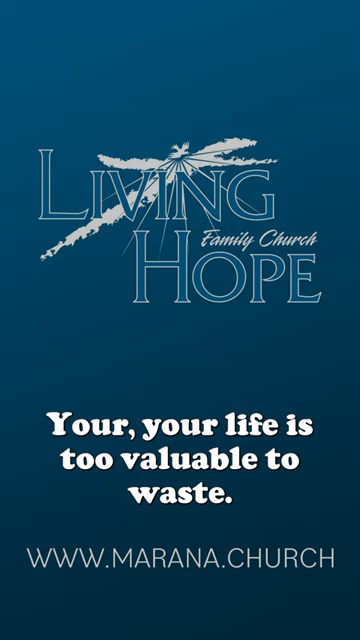 LIVING
Family Church
HOPE
Your, your life is
too valuable to
waste.
WWW.MARANA.CHURCH